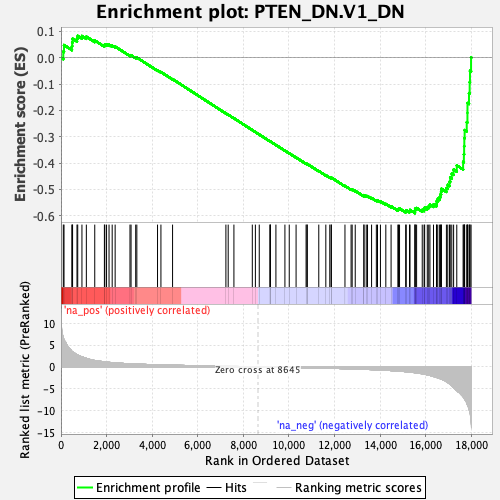 Enrichment plot: PTEN_DN.V1_DN
Enrichment score (ES)
0.1
0.0
-0.1
-0.2
-0.3
-0.4
-0.5
-0.6
'na_pos' (positively correlated)
Ranked list metric (PreRanked)
10
5
0
-5
-10
-15
Zero cross at 8645
'na_neg' (negatively correlated)
0
2,000
4,000
6,000
8,000
10,000
12,000
14,000
16,000
18,000
Rank in Ordered Dataset
Enrichment profile
Hits
Ranking metric scores